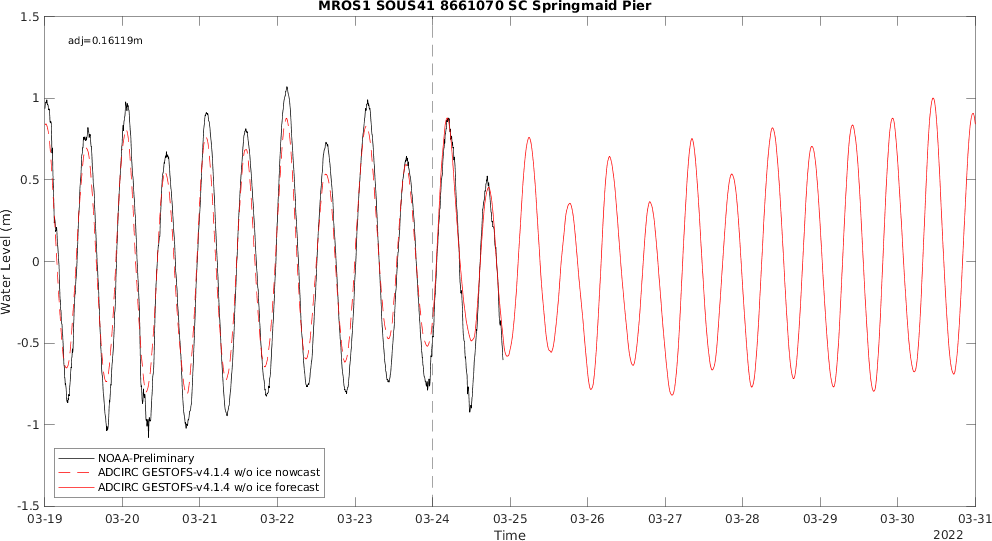 MROS1 SOUS41 8661070 SC Springmaid Pier
adj=0.16119m
1.5
1
0.5
0
-0.5
-1
-1.5
Water Level (m)
NOAA-Preliminary
ADCIRC GESTOFS-v4.1.4 w/o ice nowcast
ADCIRC GESTOFS-v4.1.4 w/o ice forecast
03-19 03-20 03-21 03-22 03-23 03-24 03-25 03-26 03-27 03-28 03-29 03-30 03-31
Time
2022